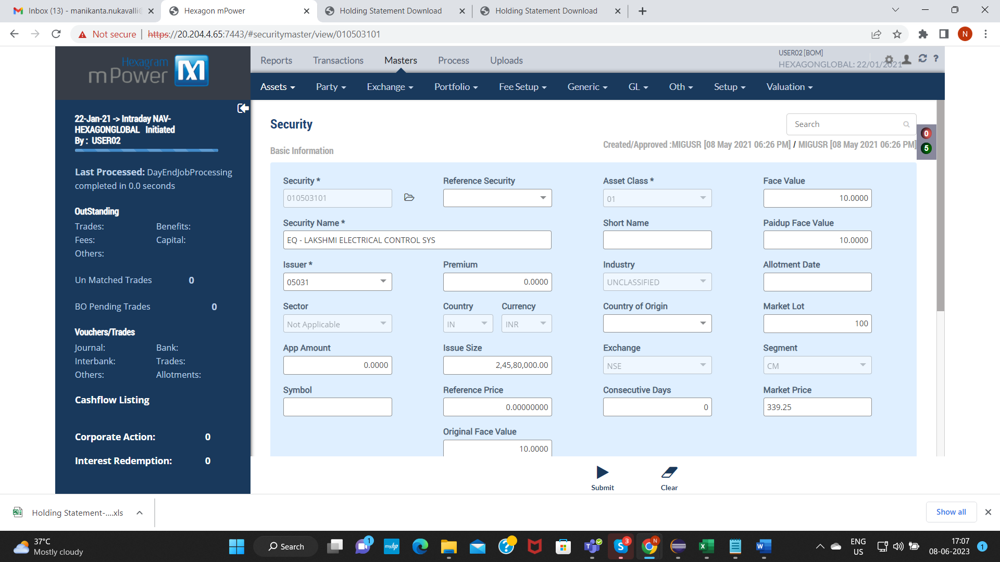 Inbox (13) - manikanta.nukavalli@
Hexagon mPower
Holding Statement Download
Holding Statement Download
Not secure
https://20.204.4.65:7443/#securitymaster/view/010503101
N
Hexagram
mPower
Reports
Transactions
Masters
Process
Uploads
USER02 [BOM]
HEXAGONGLOBAL: 22/01/2021
?
Assets
Party
Exchange
Portfolio
Fee Setup
Generic
GL
Oth
Setup
Valuation
22-Jan-21 -> Intraday NAV-
HEXAGONGLOBAL Initiated
By : USER02
Last Processed: DayEndJobProcessing
completed in 0.0 seconds
OutStanding
Trades:
Benefits:
Fees:
Capital:
Others:
Un Matched Trades 0
BO Pending Trades 0
Vouchers/Trades
Journal:
Bank:
Interbank:
Trades:
Others:
Allotments:
Cashflow Listing
Corporate Action: 0
Interest Redemption: 0
Security
Search
0
5
Created/Approved :MIGUSR [08 May 2021 06:26 PM] / MIGUSR [08 May 2021 06:26 PM]
Basic Information
Security *
Reference Security
Asset Class *
Face Value
010503101
01
10.0000
Security Name *
Short Name
Paidup Face Value
EQ - LAKSHMI ELECTRICAL CONTROL SYS
10.0000
Issuer *
Premium
Industry
Allotment Date
05031
0.0000
UNCLASSIFIED
Sector
Country
Currency
Country of Origin
Market Lot
Not Applicable
IN
INR
100
App Amount
Issue Size
Exchange
Segment
0.0000
2,45,80,000.00
NSE
CM
Symbol
Reference Price
Consecutive Days
Market Price
0.00000000
0
339.25
Original Face Value
10.0000
Submit
Clear
Holding Statement-....xls
Show all
37°C
Mostly cloudy
Search
1
myhp
?
T
S
3
N
X
W
ENG
US
17:07
08-06-2023
1